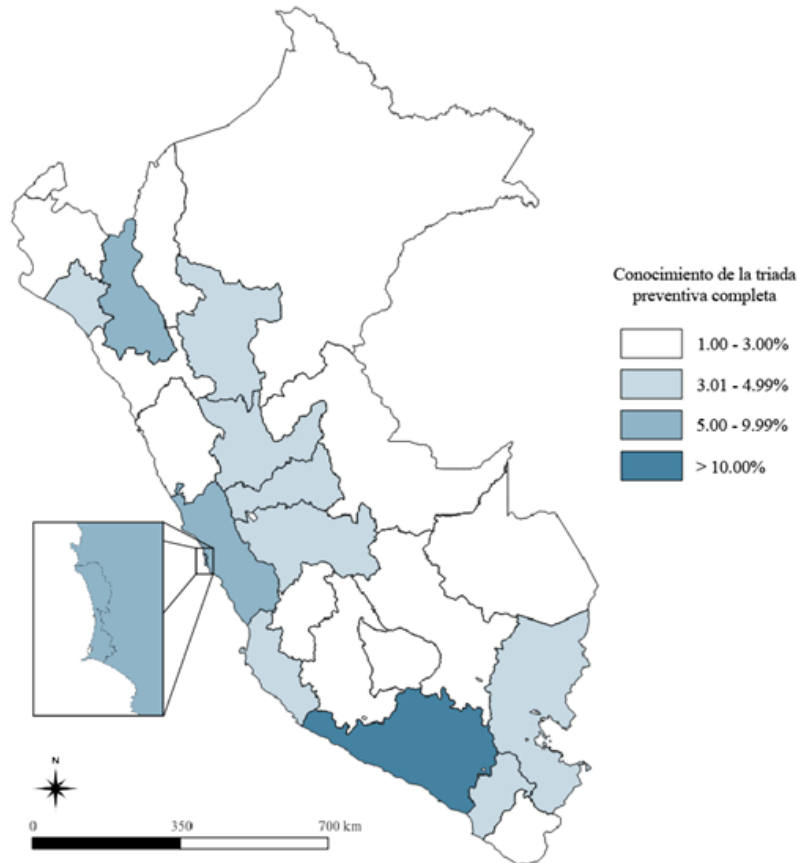 Conocimiento de la triada
preventiva completa
1.00 - 3.00%
3.01 - 4.99%
5.00 - 9.99%
> 10.00%
N
0 350 700 km